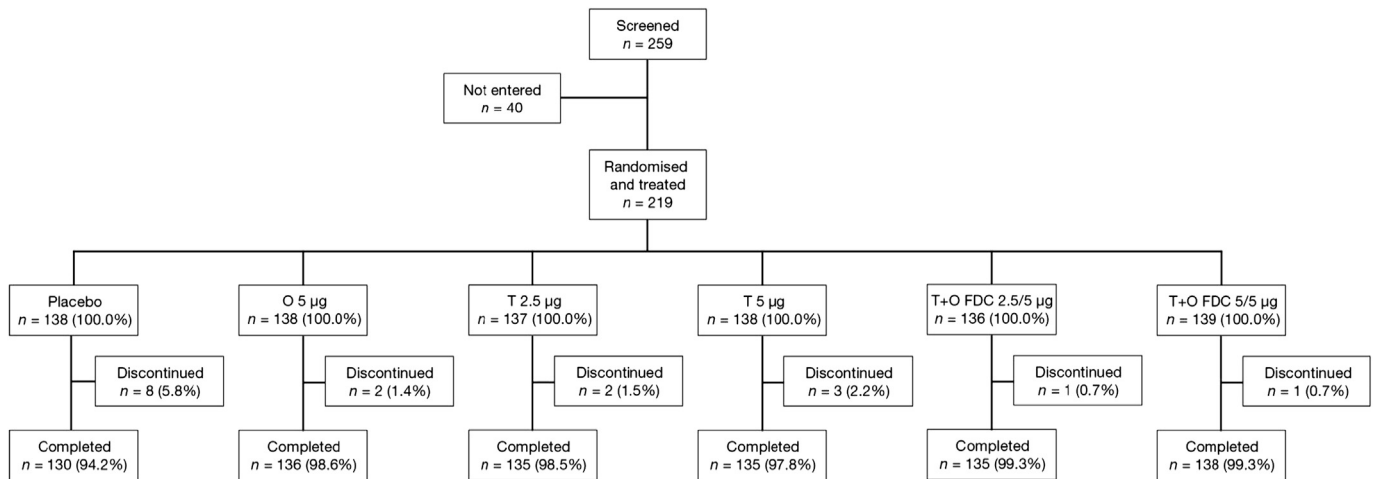 Screened
n = 259
Not entered
n = 40
Randomised
and treated
n = 219
Placebo
n = 138 (100.0%)
O 5 µg
n = 138 (100.0%)
T 2.5 µg
n = 137 (100.0%)
T 5 µg
n = 138 (100.0%)
T+O FDC 2.5/5 µg
n = 136 (100.0%)
T+O FDC 5/5 µg
n = 139 (100.0%)
Discontinued
n = 8 (5.8%)
Discontinued
n = 2 (1.4%)
Discontinued
n = 2 (1.5%)
Discontinued
n = 3 (2.2%)
Discontinued
n = 1 (0.7%)
Discontinued
n = 1 (0.7%)
Completed
n = 130 (94.2%)
Completed
n = 136 (98.6%)
Completed
n = 135 (98.5%)
Completed
n = 135 (97.8%)
Completed
n = 135 (99.3%)
Completed
n = 138 (99.3%)